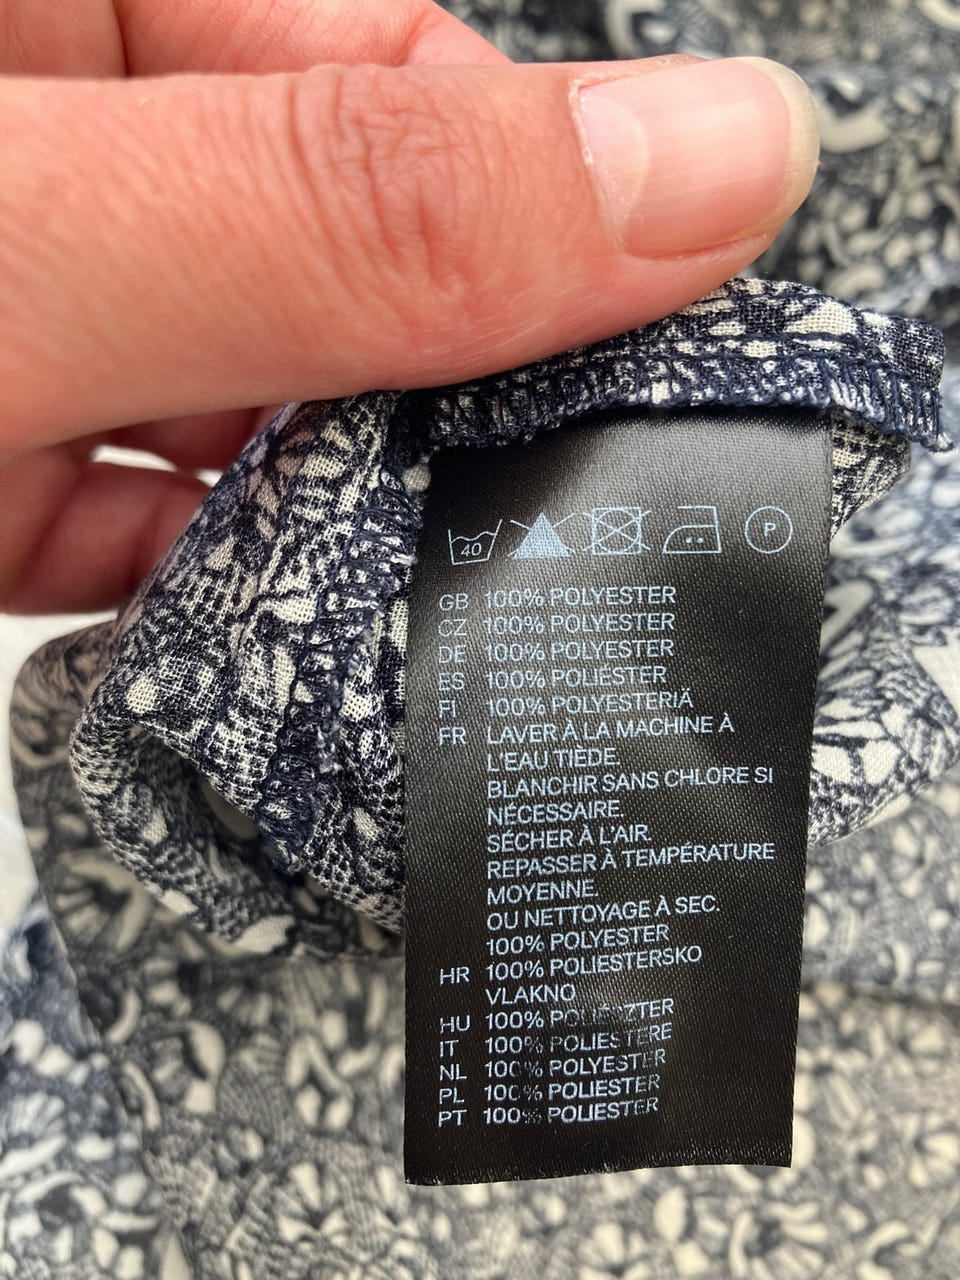 40 P
GB 100% POLYESTER
CZ 100% POLYESTER
DE 100% POLYESTER
ES 100% POLIÉSTER
FI 100% POLYESTERIÄ
FR LAVER À LA MACHINE À
L'EAU TIÈDE.
BLANCHIR SANS CHLORE SI
NÉCESSAIRE.
SÉCHER À L'AIR.
REPASSER À TEMPÉRATURE
MOYENNE.
OU NETTOYAGE À SEC.
100% POLYESTER
HR 100% POLIESTERSKO
VLAKNO
HU 100% POLIÉSZTER
IT 100% POLIESTERE
NL 100% POLYESTER
PL 100% POLIESTER
PT 100% POLIESTER